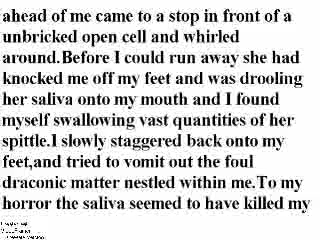 ahead of me came to a stop in front of a
unbricked open cell and whirled
around.Before I could run away she had
knocked me off my feet and was drooling
her saliva onto my mouth and I found
myself swallowing vast quantities of her
spittle.I slowly staggered back onto my
feet,and tried to vomit out the foul
draconic matter nestled within me.To my
horror the saliva seemed to have killed my